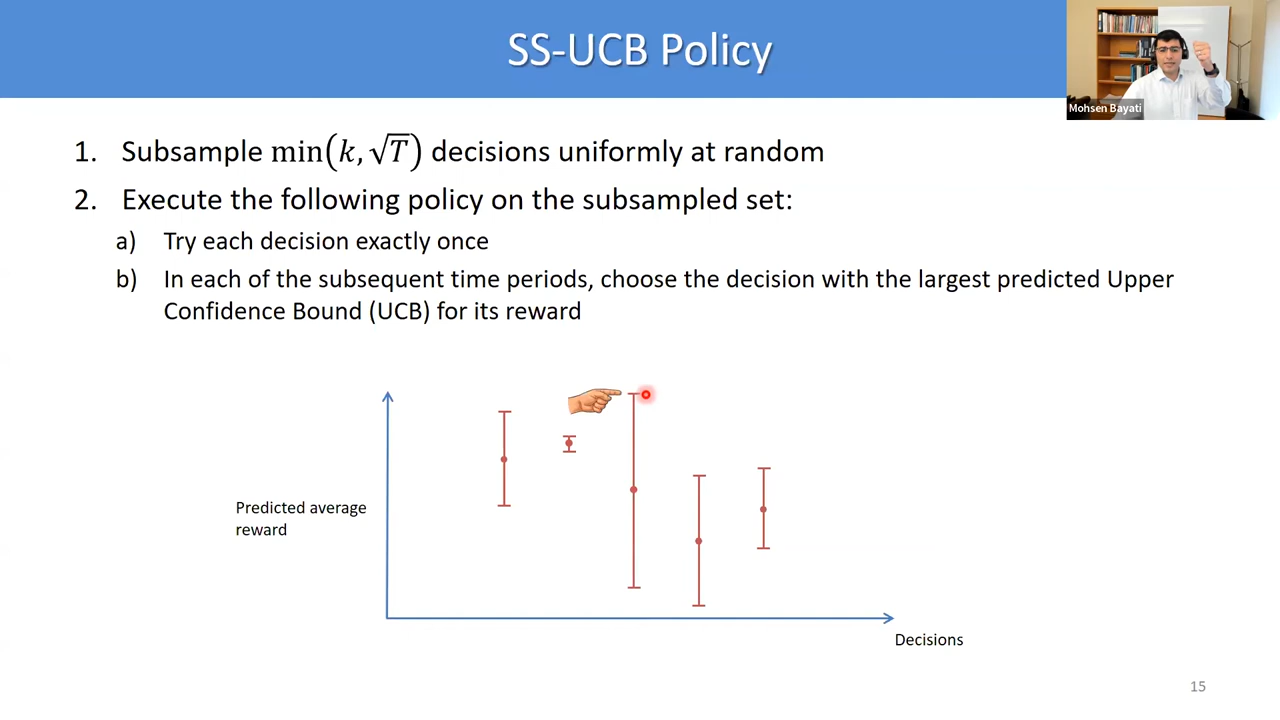 SS-UCB Policy
Mohsen Bayati
1. Subsample min(k, √T) decisions uniformly at random
2. Execute the following policy on the subsampled set:
a) Try each decision exactly once
b) In each of the subsequent time periods, choose the decision with the largest predicted Upper
Confidence Bound (UCB) for its reward
Predicted average
reward
Decisions
15